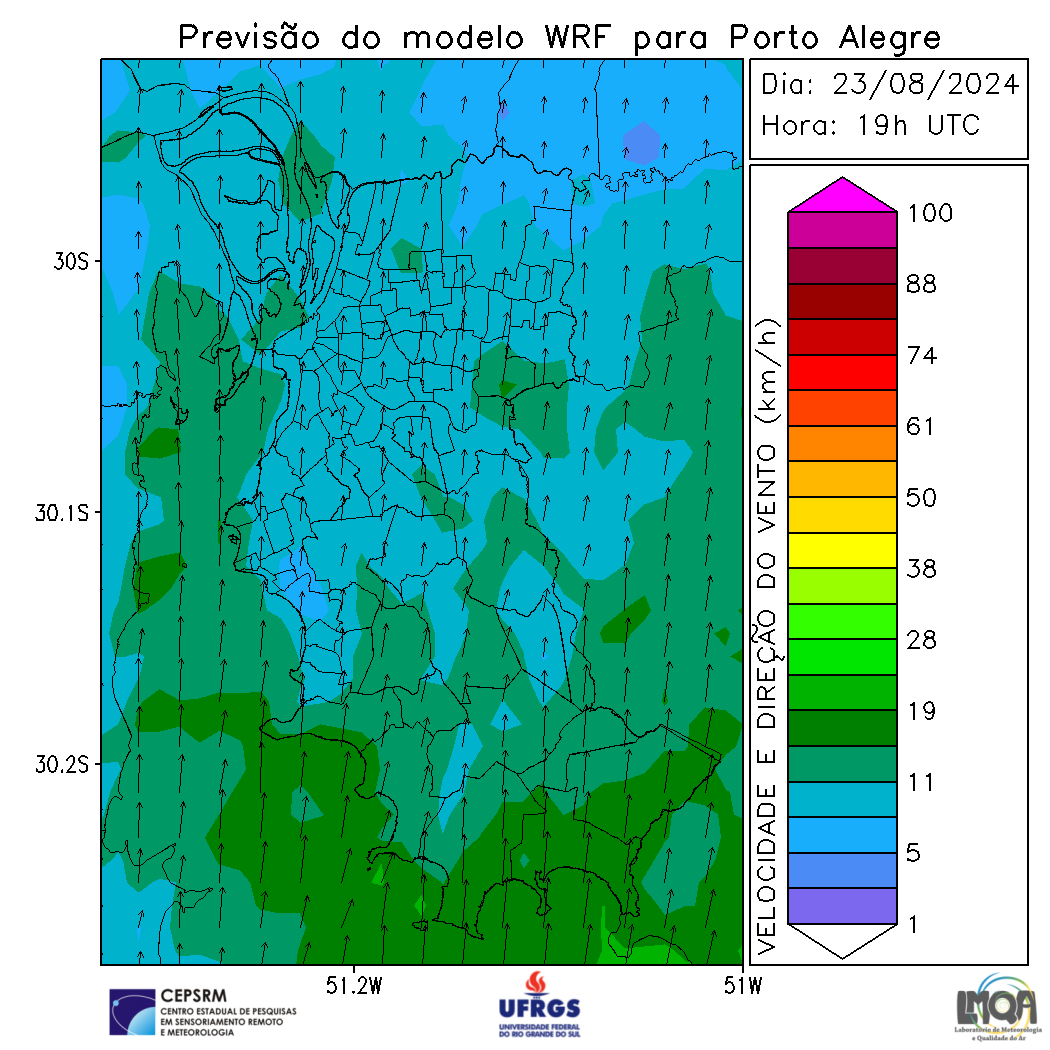 Previsão do modelo WRF para Porto Alegre
Dia: 23/08/2024
Hora: 19h UTC
30S
30.1S
30.2S
51.2W
51W
VELOCIDADE E DIREÇÃO DO VENTO (km/h)
100
88
74
61
50
38
28
19
11
5
1
CEPSRM
CENTRO ESTADUAL DE PESQUISAS
EM SENSORIAMENTO REMOTO
E METEOROLOGIA
UFRGS
UNIVERSIDADE FEDERAL
DO RIO GRANDE DO SUL
LMQA
Laboratório de Meteorologia
e Qualidade do Ar